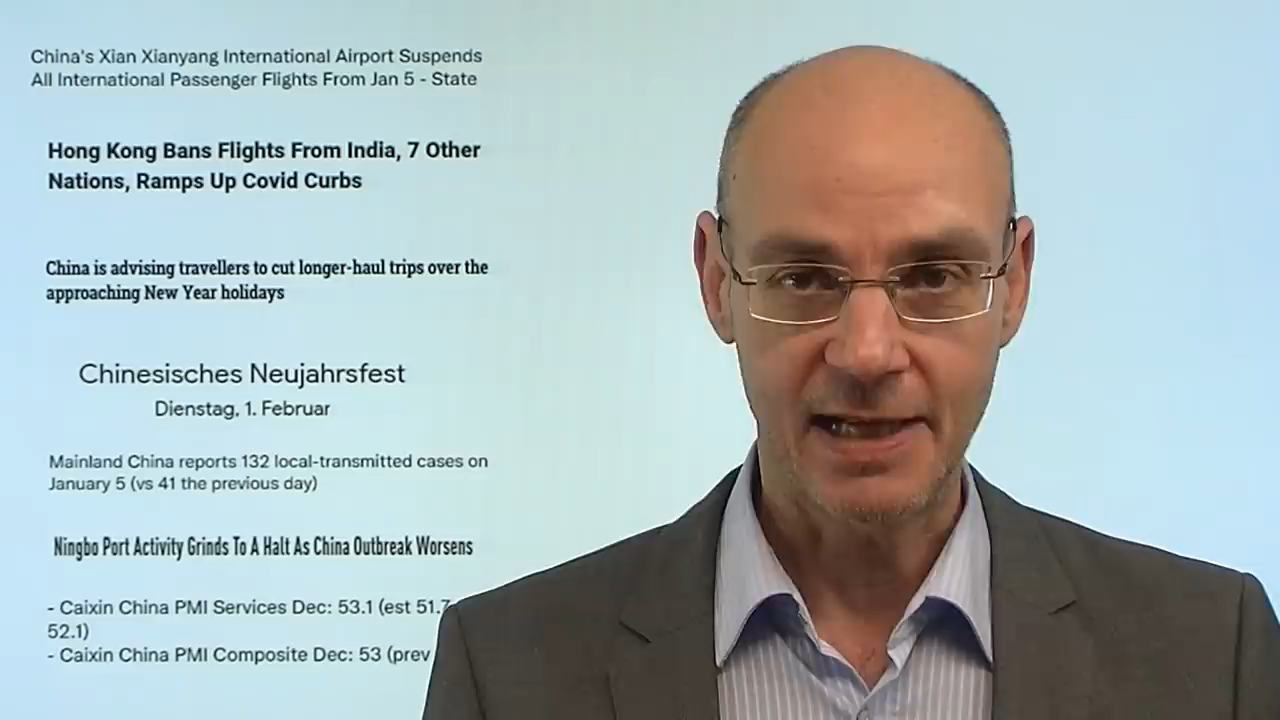 China's Xian Xianyang International Airport Suspends
All International Passenger Flights From Jan 5 - State
Hong Kong Bans Flights From India, 7 Other
Nations, Ramps Up Covid Curbs
China is advising travellers to cut longer-haul trips over the
approaching New Year holidays
Chinesisches Neujahrsfest
Dienstag, 1. Februar
Mainland China reports 132 local-transmitted cases on
January 5 (vs 41 the previous day)
Ningbo Port Activity Grinds To A Halt As China Outbreak Worsens
- Caixin China PMI Services Dec: 53.1 (est 51.7
52.1)
- Caixin China PMI Composite Dec: 53 (prev